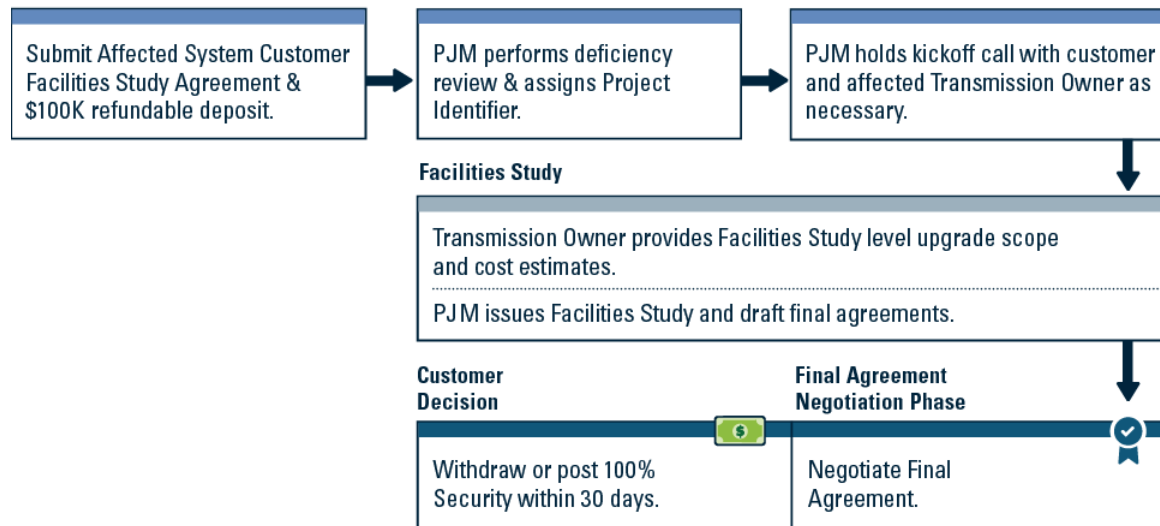 Submit Affected System Customer
Facilities Study Agreement &
$100K refundable deposit.
PJM performs deficiency
review & assigns Project
Identifier.
PJM holds kickoff call with customer
and affected Transmission Owner as
necessary.
Facilities Study
Transmission Owner provides Facilities Study level upgrade scope
and cost estimates.
PJM issues Facilities Study and draft final agreements.
Customer
Decision
$
Withdraw or post 100%
Security within 30 days.
Final Agreement
Negotiation Phase
Negotiate Final
Agreement.